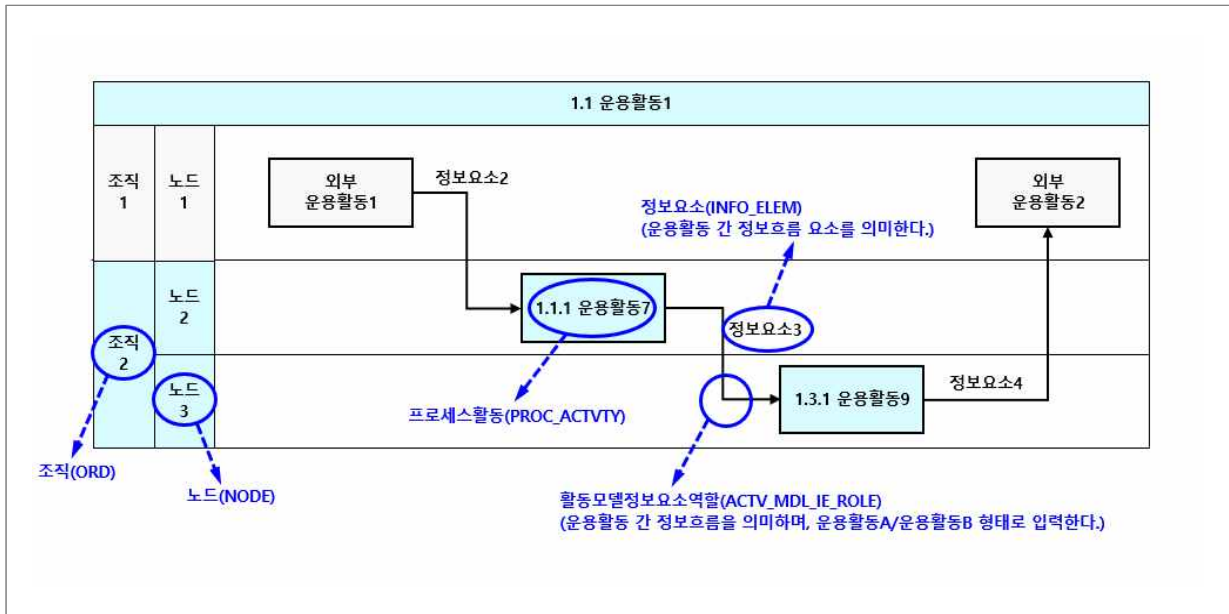 1.1 운용활동1
조직
1
노드
1
외부
운용활동1
정보요소2
정보요소(INFO_ELEM)
(운용활동 간 정보흐름 요소를 의미한다.)
외부
운용활동2
노드
2
1.1.1 운용활동7
정보요소3
조직
2
노드
3
프로세스활동(PROC_ACTVTY)
1.3.1 운용활동9
정보요소4
조직(ORD)
노드(NODE)
활동모델정보요소역할(ACTV_MDL_IE_ROLE)
(운용활동 간 정보흐름을 의미하며, 운용활동A/운용활동B 형태로 입력한다.)